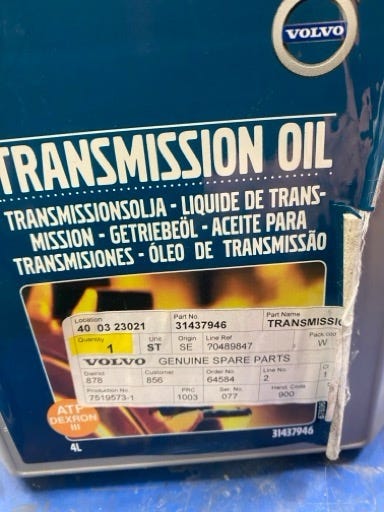 VOLVO
TRANSMISSION OIL
TRANSMISSIONSOLJA - LIQUIDE DE TRANS-
MISSION - GETRIEBEÖL - ACEITE PARA
TRANSMISIONES - ÓLEO DE TRANSMISSÃO
Location Part No. Part Name
40 03 23021 31437946 TRANSMISSIO
Quantity Unit Origin Line Ref Pack
1 ST SE 70489847 W
VOLVO GENUINE SPARE PARTS
District Customer Order No Line
878 856 64584 2
Production No. PRC Ser. No. Hand. Code
7519573-1 1003 077 900
ATF
DEXRON
III
4L
31437946